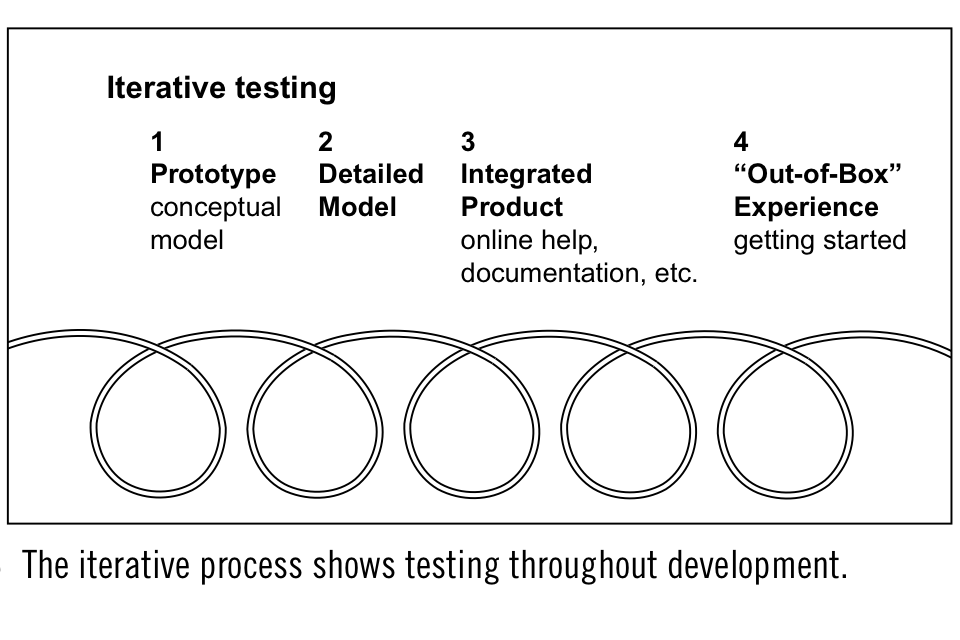 Iterative testing
1
Prototype
conceptual
model
2
Detailed
Model
3
Integrated
Product
online help,
documentation, etc.
4
“Out-of-Box”
Experience
getting started
The iterative process shows testing throughout development.